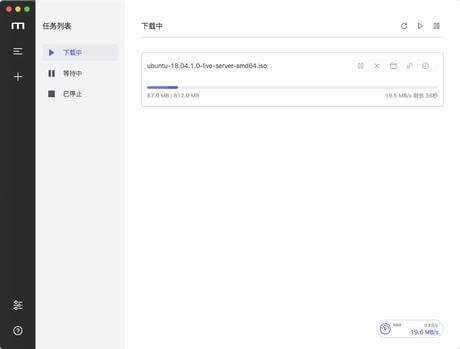 任务列表
下载中
等待中
已停止
下载中
ubuntu-18.04.1.0-live-server-amd64.iso
87.0 MB / 812.0 MB
19.5 MB/s 剩余 38秒
0 KB/s
19.6 MB/s